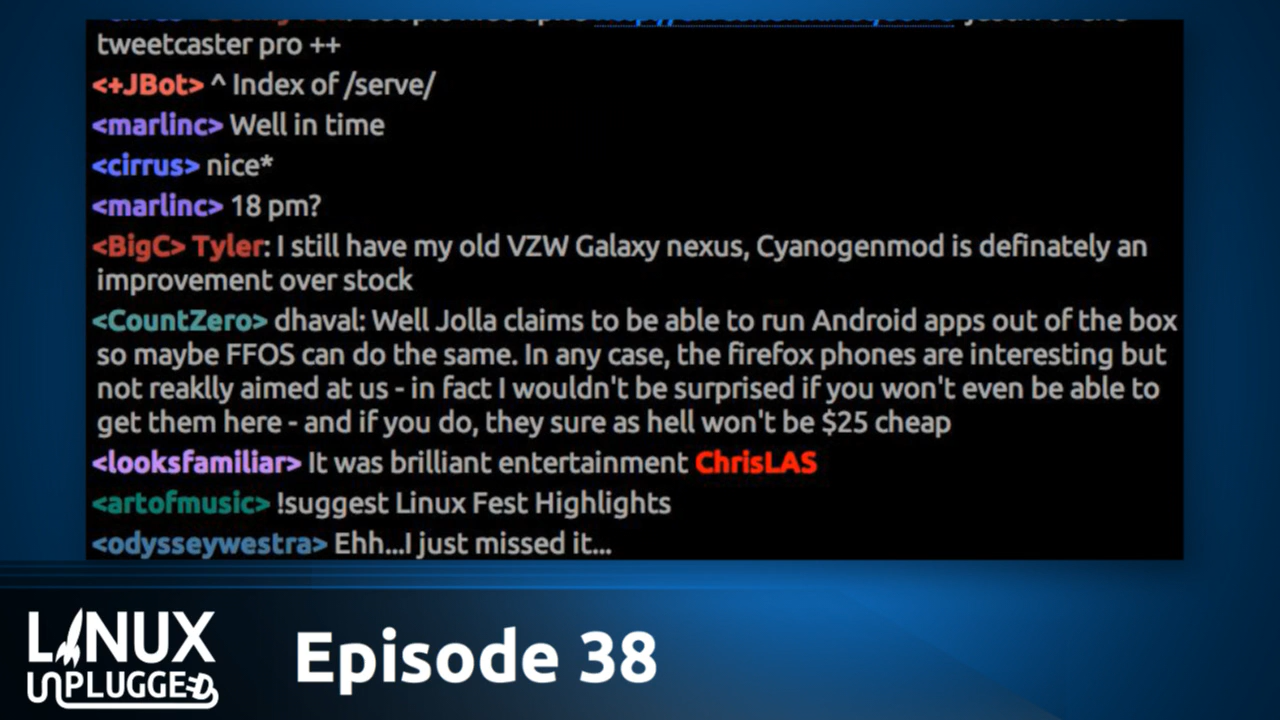 tweetcaster pro ++
<+JBot> ^ Index of /serve/
<marlinc> Well in time
<cirrus> nice*
<marlinc> 18 pm?
<BigC> Tyler: I still have my old VZW Galaxy nexus, Cyanogenmod is definately an
improvement over stock
<CountZero> dhaval: Well Jolla claims to be able to run Android apps out of the box
so maybe FFOS can do the same. In any case, the firefox phones are interesting but
not reaklly aimed at us - in fact I wouldn't be surprised if you won't even be able to
get them here - and if you do, they sure as hell won't be $25 cheap
<looksfamiliar> It was brilliant entertainment ChrisLAS
<artofmusic> !suggest Linux Fest Highlights
<odysseywestra> Ehh...I just missed it...
LINUX
UNPLUGGED
Episode 38